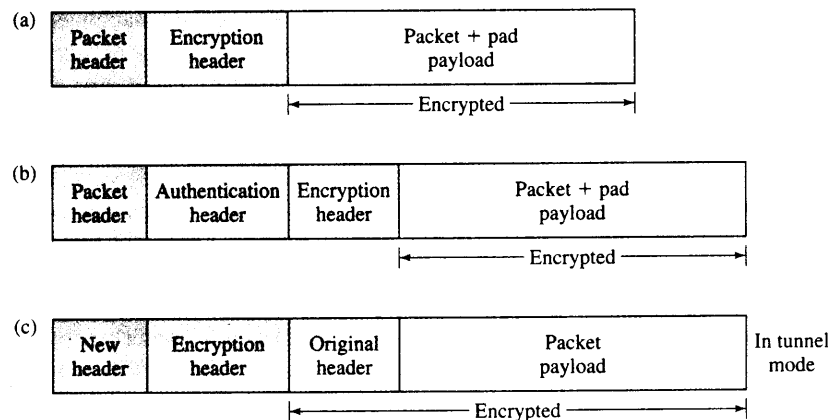 (a)
Packet header
Encryption header
Packet + pad payload
Encrypted
(b)
Packet header
Authentication header
Encryption header
Packet + pad payload
Encrypted
(c)
New header
Encryption header
Original header
Packet payload
In tunnel mode
Encrypted